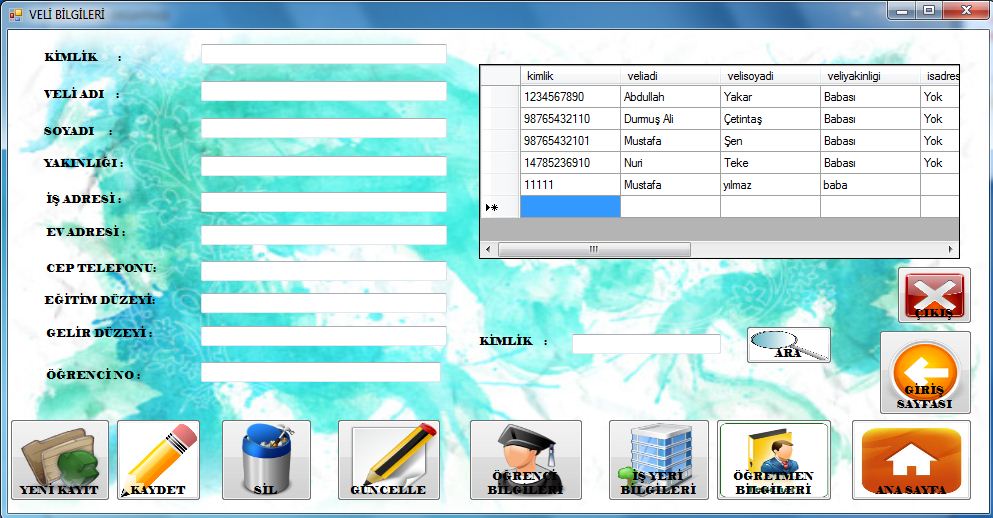 VELİ BİLGİLERİ
KİMLİK :
VELİ ADI :
SOYADI :
YAKINLIĞI :
İŞ ADRESİ :
EV ADRESİ :
CEP TELEFONU:
EĞİTİM DÜZEYİ:
GELİR DÜZEYİ :
ÖĞRENCİ NO :
kimlik veliadi velisoyadi veliyakinligi isadres
1234567890 Abdullah Yakar Babası Yok
98765432110 Durmuş Ali Çetintaş Babası Yok
98765432101 Mustafa Şen Babası Yok
14785236910 Nuri Teke Babası Yok
11111 Mustafa yılmaz baba
KİMLİK :
ARA
ÇIKIŞ
GİRİŞ
SAYFASI
YENİ KAYIT
KAYDET
SİL
GÜNCELLE
ÖĞRENCİ
BİLGİLERİ
İŞ YERİ
BİLGİLERİ
ÖĞRETMEN
BİLGİLERİ
ANA SAYFA